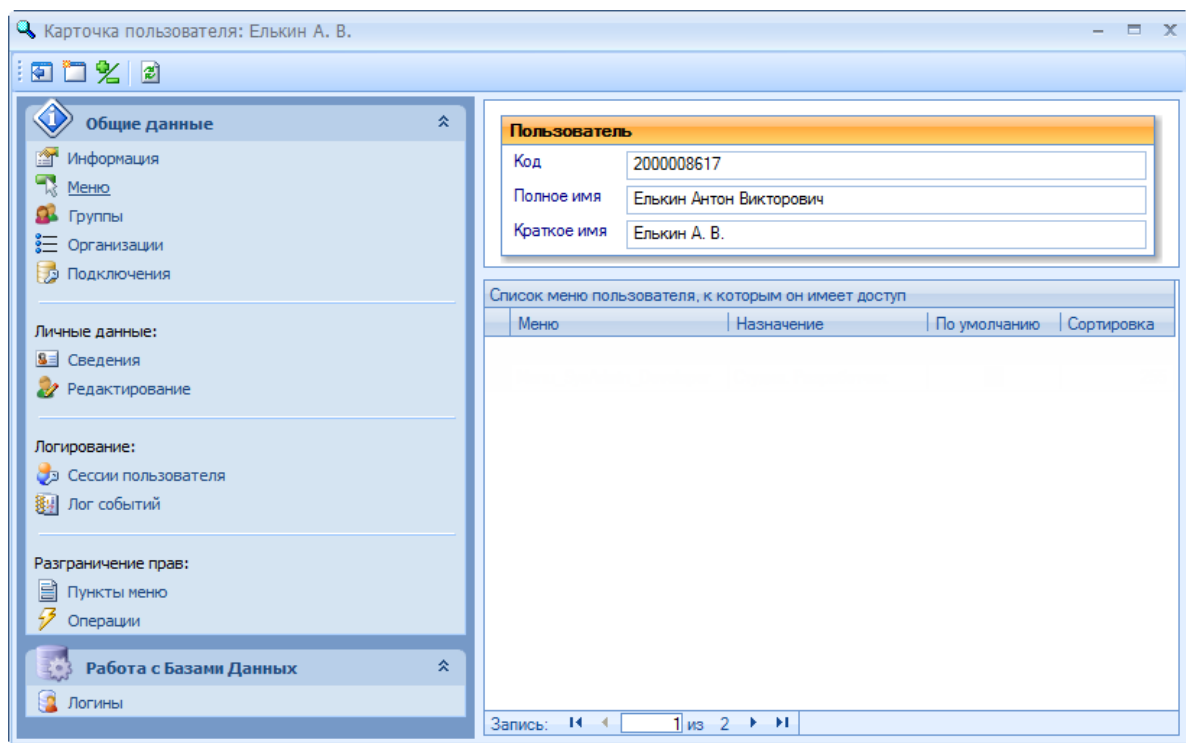 Карточка пользователя: Елькин А. В.
Общие данные
Информация
Меню
Группы
Организации
Подключения
Личные данные:
Сведения
Редактирование
Логирование:
Сессии пользователя
Лог событий
Разграничение прав:
Пункты меню
Операции
Работа с Базами Данных
Логины
Пользователь
Код 2000008617
Полное имя Елькин Антон Викторович
Краткое имя Елькин А. В.
Список меню пользователя, к которым он имеет доступ
Меню Назначение По умолчанию Сортировка
Запись: 1 из 2